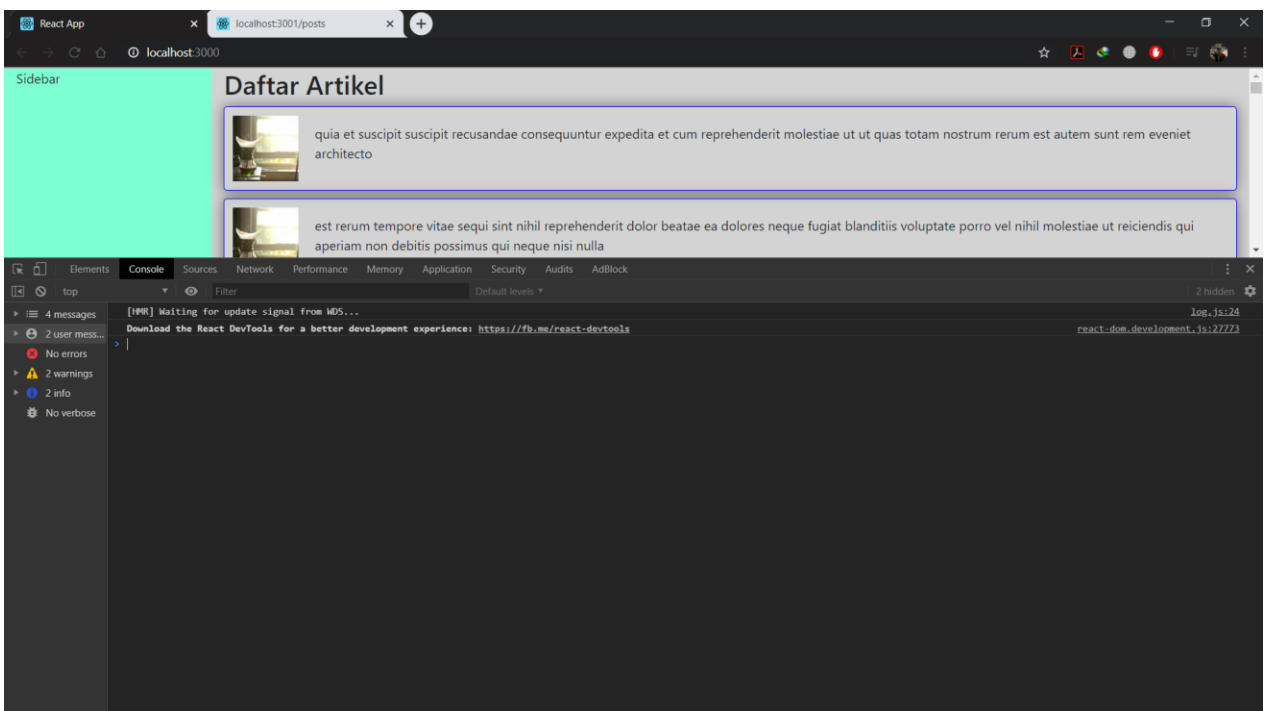 React App
localhost:3001/posts
localhost:3000
Sidebar
Daftar Artikel
quia et suscipit suscipit recusandae consequuntur expedita et cum reprehenderit molestiae ut ut quas totam nostrum rerum est autem sunt rem eveniet
architecto
est rerum tempore vitae sequi sint nihil reprehenderit dolor beatae ea dolores neque fugiat blanditiis voluptate porro vel nihil molestiae ut reiciendis qui
aperiam non debitis possimus qui neque nisi nulla
Elements Console Sources Network Performance Memory Application Security Audits AdBlock
top Filter Default levels 2 hidden
4 messages
2 user mess...
No errors
2 warnings
2 info
No verbose
[HMR] Waiting for update signal from WDS... log.js:24
Download the React DevTools for a better development experience: https://fb.me/react-devtools react-dom.development.js:27773